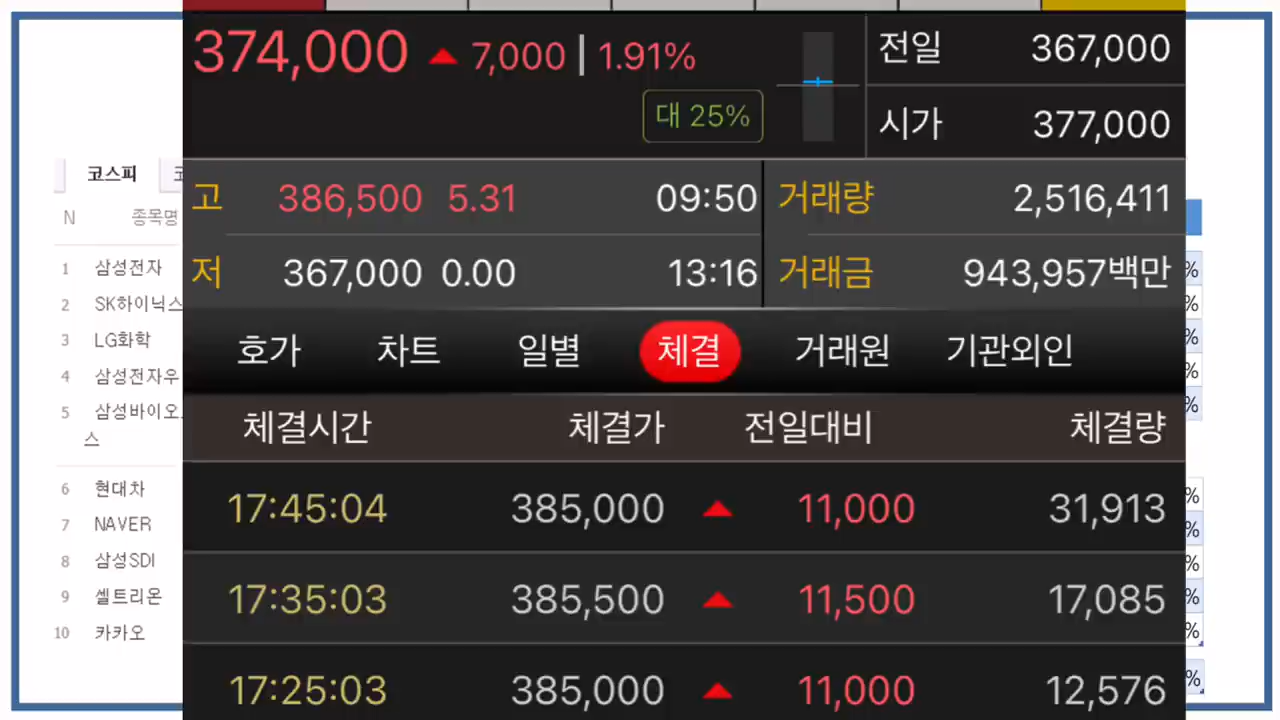 374,000 ▲ 7,000 | 1.91%
전일 367,000
대 25%
시가 377,000
고 386,500 5.31 09:50 거래량 2,516,411
저 367,000 0.00 13:16 거래금 943,957백만
호가 차트 일별 체결 거래원 기관외인
체결시간 체결가 전일대비 체결량
17:45:04 385,000 ▲ 11,000 31,913
17:35:03 385,500 ▲ 11,500 17,085
17:25:03 385,000 ▲ 11,000 12,576
코스피 코
N 종목명
1 삼성전자
2 SK하이닉스
3 LG화학
4 삼성전자우
5 삼성바이오
스
6 현대차
7 NAVER
8 삼성SDI
9 셀트리온
10 카카오
%
%
%
%
%
%
%
%
%
%
%